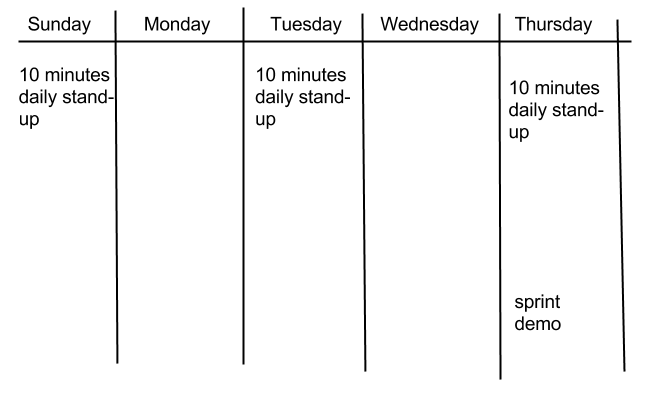 Sunday Monday Tuesday Wednesday Thursday
10 minutes
daily stand-
up
10 minutes
daily stand-
up
10 minutes
daily stand-
up
sprint
demo